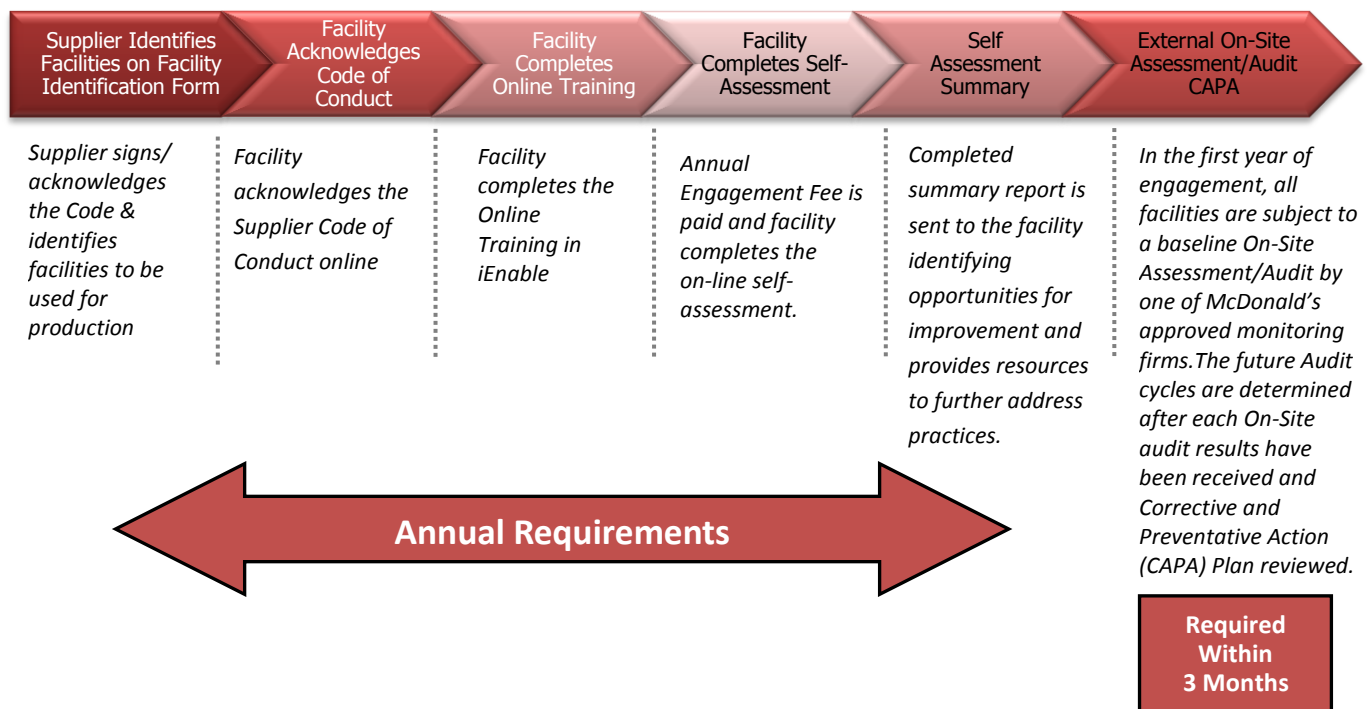 Supplier Identifies
Facilities on Facility
Identification Form
Facility
Acknowledges
Code of
Conduct
Facility
Completes
Online Training
Facility
Completes Self-
Assessment
Self
Assessment
Summary
External On-Site
Assessment/Audit
CAPA
Supplier signs/
acknowledges
the Code &
identifies
facilities to be
used for
production
Facility
acknowledges the
Supplier Code of
Conduct online
Facility
completes the
Online
Training in
iEnable
Annual
Engagement Fee is
paid and facility
completes the
on-line self-
assessment.
Completed
summary report is
sent to the facility
identifying
opportunities for
improvement and
provides resources
to further address
practices.
In the first year of
engagement, all
facilities are subject to
a baseline On-Site
Assessment/Audit by
one of McDonald’s
approved monitoring
firms.The future Audit
cycles are determined
after each On-Site
audit results have
been received and
Corrective and
Preventative Action
(CAPA) Plan reviewed.
Annual Requirements
Required
Within
3 Months